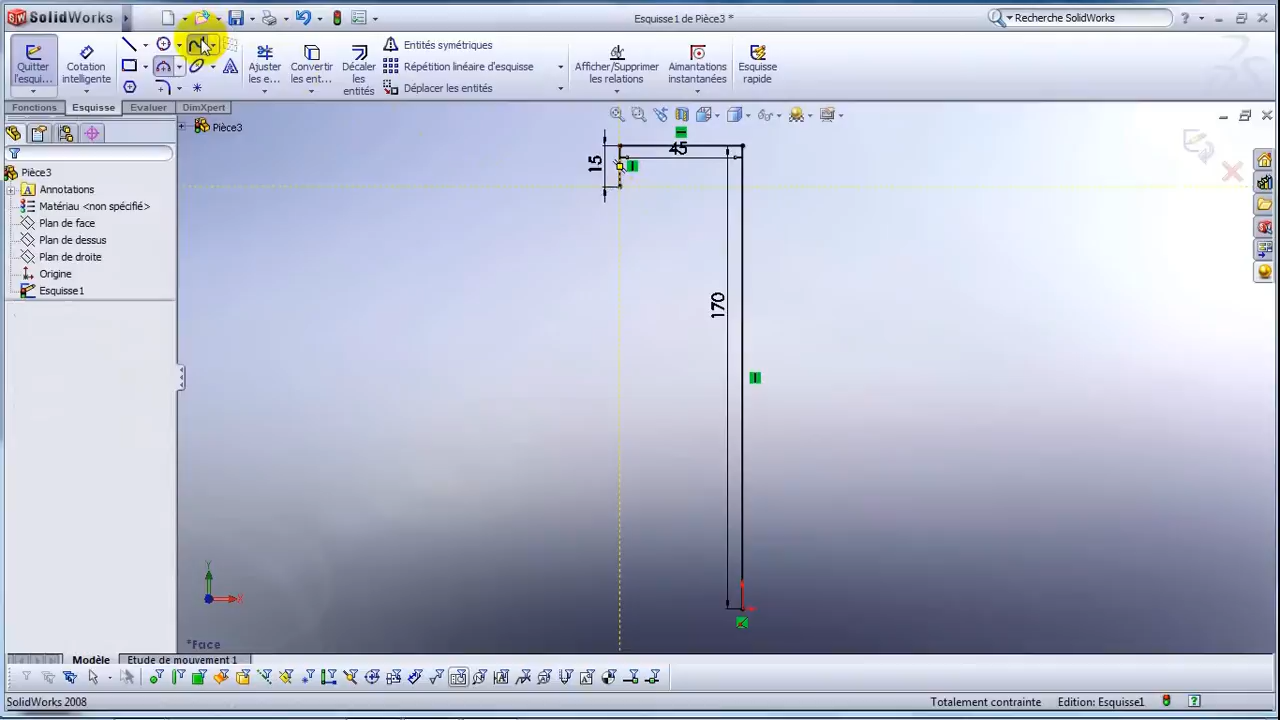 SolidWorks
Esquisse1 de Pièce3 *
Recherche SolidWorks
Quitter l'esqui...
Cotation intelligente
Ajuster les e...
Convertir les ent...
Décaler les entités
Entités symétriques
Répétition linéaire d'esquisse
Déplacer les entités
Afficher/Supprimer les relations
Aimantations instantanées
Esquisse rapide
Fonctions
Esquisse
Evaluer
DimXpert
Pièce3
Pièce3
Annotations
Matériau <non spécifié>
Plan de face
Plan de dessus
Plan de droite
Origine
Esquisse1
15
45
170
Y
X
*Face
Modèle
Etude de mouvement 1
SolidWorks 2008
Totalement contrainte
Edition: Esquisse1